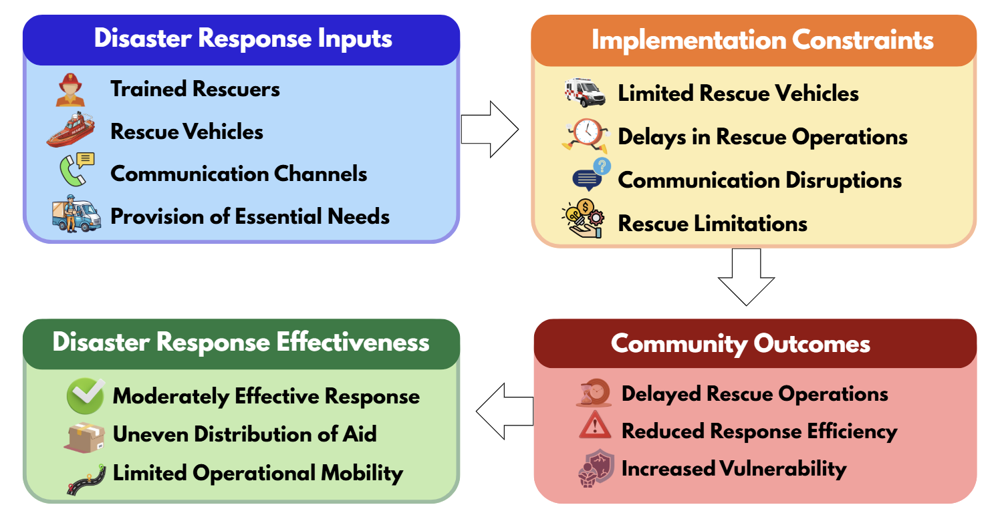 Disaster Response Inputs
Trained Rescuers
Rescue Vehicles
Communication Channels
Provision of Essential Needs
Implementation Constraints
Limited Rescue Vehicles
Delays in Rescue Operations
Communication Disruptions
Rescue Limitations
Community Outcomes
Delayed Rescue Operations
Reduced Response Efficiency
Increased Vulnerability
Disaster Response Effectiveness
Moderately Effective Response
Uneven Distribution of Aid
Limited Operational Mobility